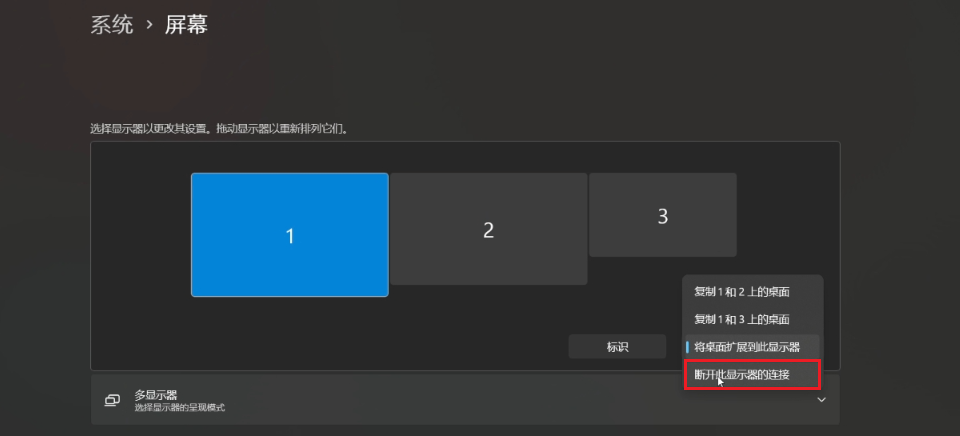 系统 › 屏幕
选择显示器以更改其设置。拖动显示器以重新排列它们。
1
2
3
复制 1 和 2 上的桌面
复制 1 和 3 上的桌面
标识
将桌面扩展到此显示器
断开此显示器的连接
多显示器
选择显示器的呈现模式